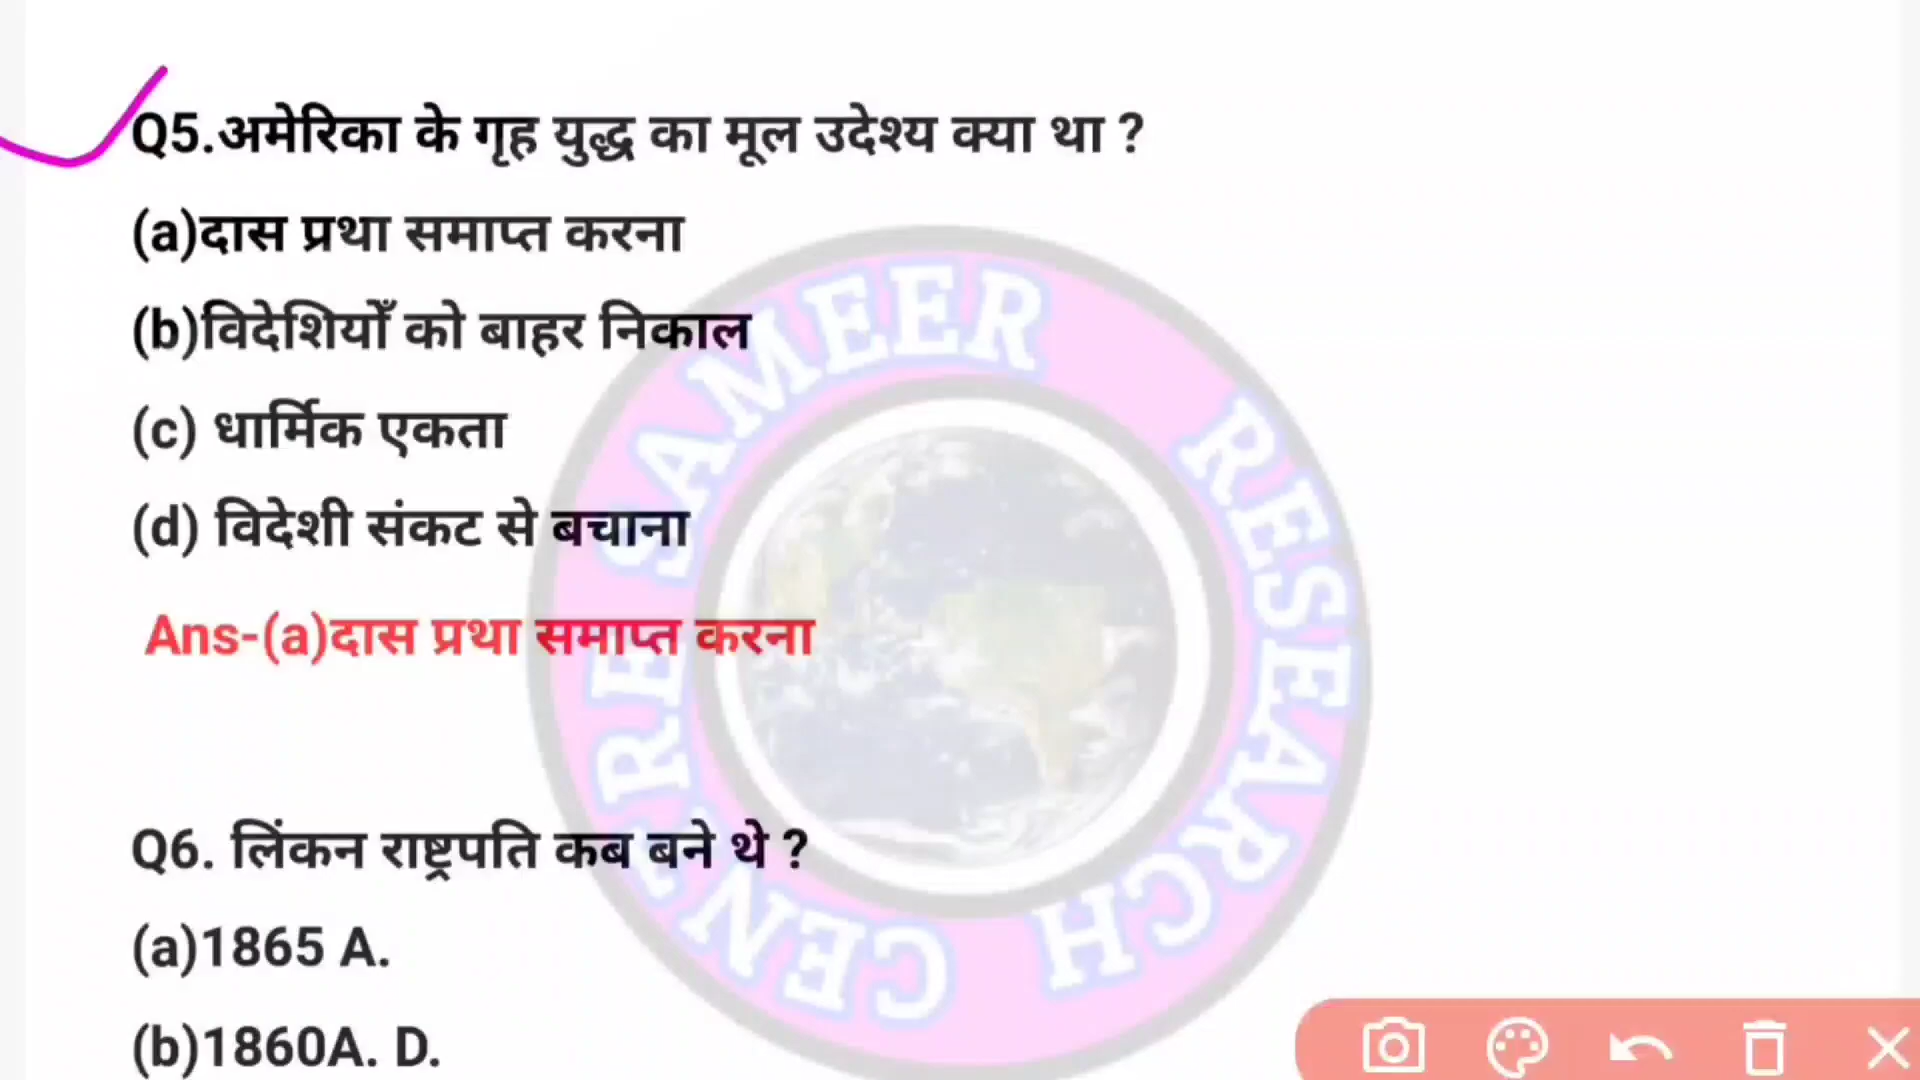 Q5.अमेरिका के गृह युद्ध का मूल उदेश्य क्या था ?
(a)दास प्रथा समाप्त करना
(b)विदेशियोँ को बाहर निकाल
(c) धार्मिक एकता
(d) विदेशी संकट से बचाना
Ans-(a)दास प्रथा समाप्त करना
Q6. लिंकन राष्ट्रपति कब बने थे ?
(a)1865 A.
(b)1860A. D.
SAMEER RESEARCH CENTRE